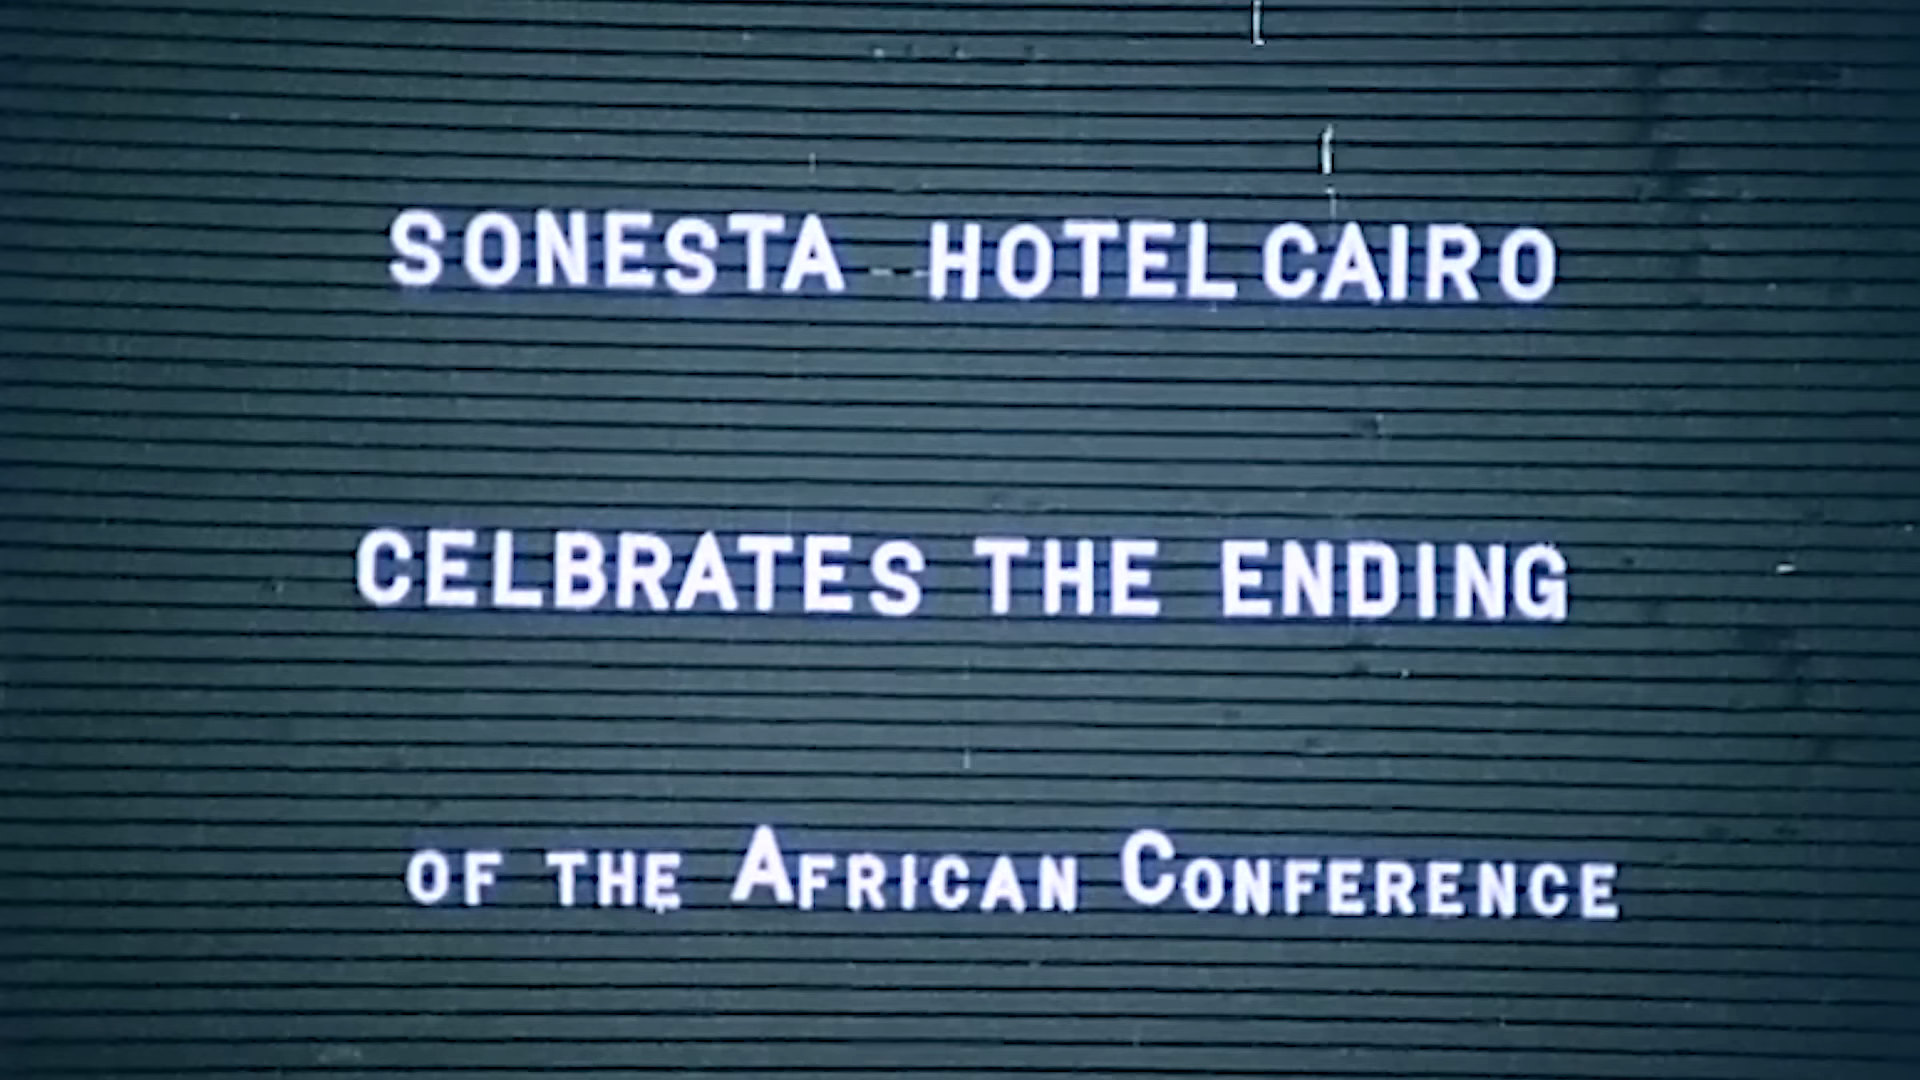 SONESTA HOTEL CAIRO
CELBRATES THE ENDING
OF THE AFRICAN CONFERENCE